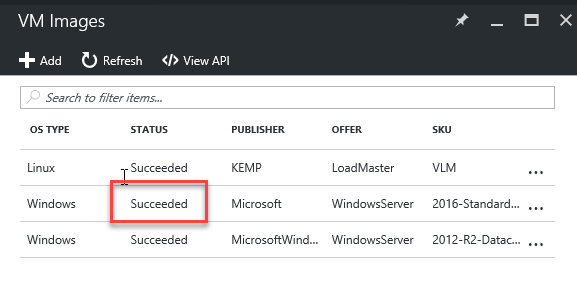 VM Images
Add Refresh </> View API
Search to filter items...
OS TYPE STATUS PUBLISHER OFFER SKU
Linux Succeeded KEMP LoadMaster VLM ...
Windows Succeeded Microsoft WindowsServer 2016-Standard... ...
Windows Succeeded MicrosoftWind... WindowsServer 2012-R2-Datac... ...